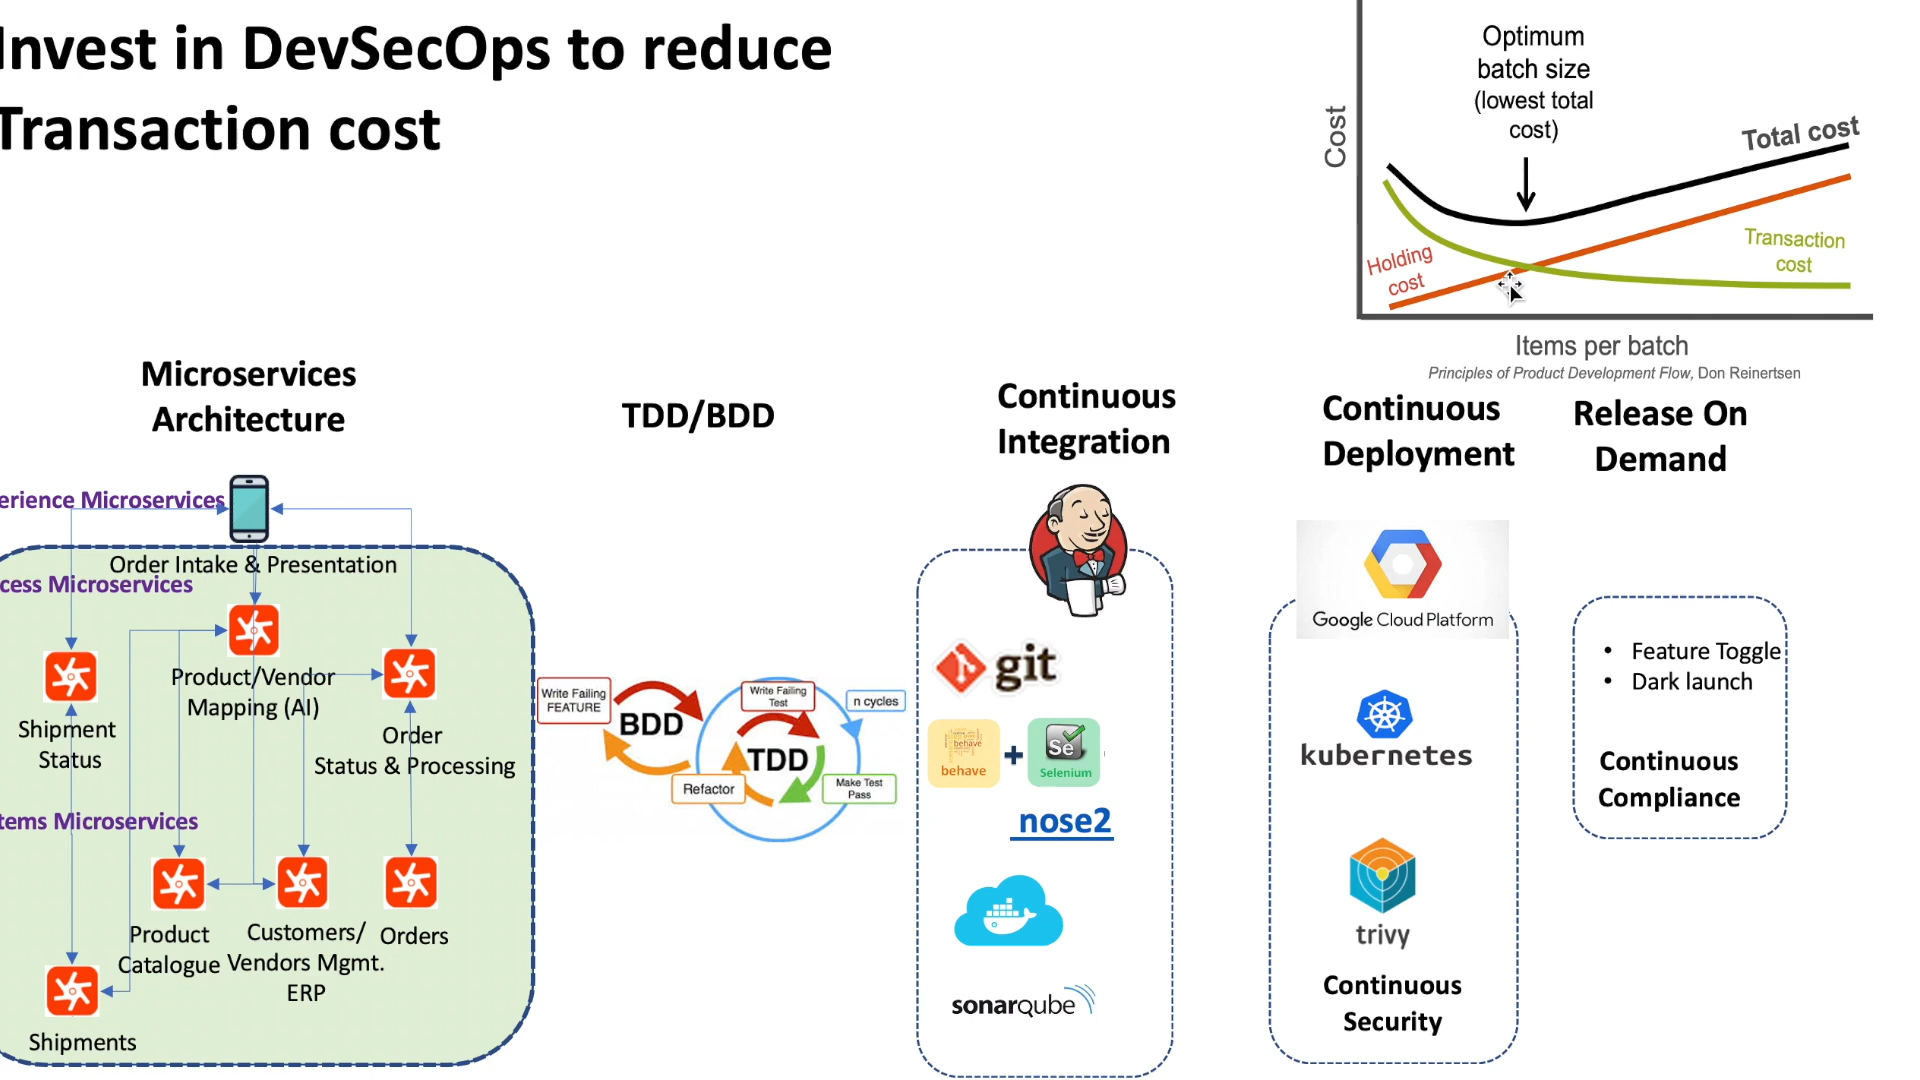 Invest in DevSecOps to reduce
Transaction cost
Optimum
batch size
(lowest total
cost)
Cost
Total cost
Holding
cost
Transaction
cost
Items per batch
Principles of Product Development Flow, Don Reinertsen
Microservices
Architecture
TDD/BDD
Continuous
Integration
Continuous
Deployment
Release On
Demand
erience Microservices
Order Intake & Presentation
cess Microservices
Product/Vendor
Mapping (AI)
Shipment
Status
Order
Status & Processing
tems Microservices
Product
Catalogue
Customers/
Vendors Mgmt.
ERP
Orders
Shipments
Write Failing
FEATURE
BDD
Write Failing
Test
n cycles
TDD
Refactor
Make Test
Pass
git
behave
behave
+
Se
Selenium
nose2
sonarqube
Google Cloud Platform
kubernetes
trivy
Continuous
Security
• Feature Toggle
• Dark launch
Continuous
Compliance